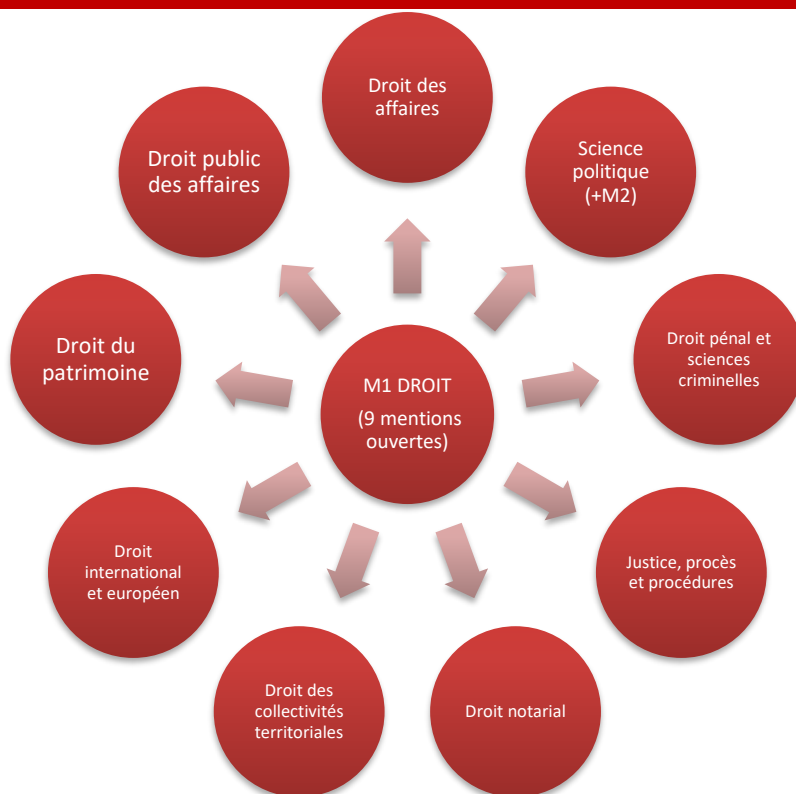 Droit des
affaires
Science
politique
(+M2)
Droit pénal et
sciences
criminelles
Justice, procès
et procédures
Droit notarial
Droit des
collectivités
territoriales
Droit
international
et européen
Droit du
patrimoine
Droit public
des affaires
M1 DROIT
(9 mentions
ouvertes)